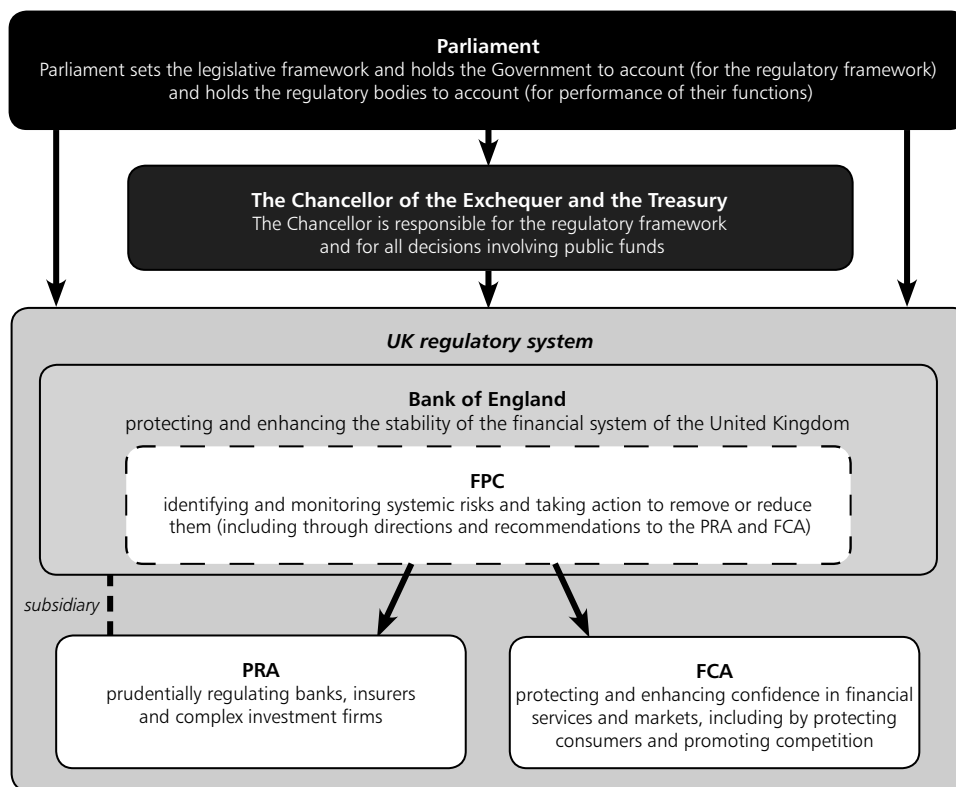 Parliament
Parliament sets the legislative framework and holds the Government to account (for the regulatory framework)
and holds the regulatory bodies to account (for performance of their functions)
The Chancellor of the Exchequer and the Treasury
The Chancellor is responsible for the regulatory framework
and for all decisions involving public funds
UK regulatory system
Bank of England
protecting and enhancing the stability of the financial system of the United Kingdom
FPC
identifying and monitoring systemic risks and taking action to remove or reduce
them (including through directions and recommendations to the PRA and FCA)
subsidiary
PRA
prudentially regulating banks, insurers
and complex investment firms
FCA
protecting and enhancing confidence in financial
services and markets, including by protecting
consumers and promoting competition